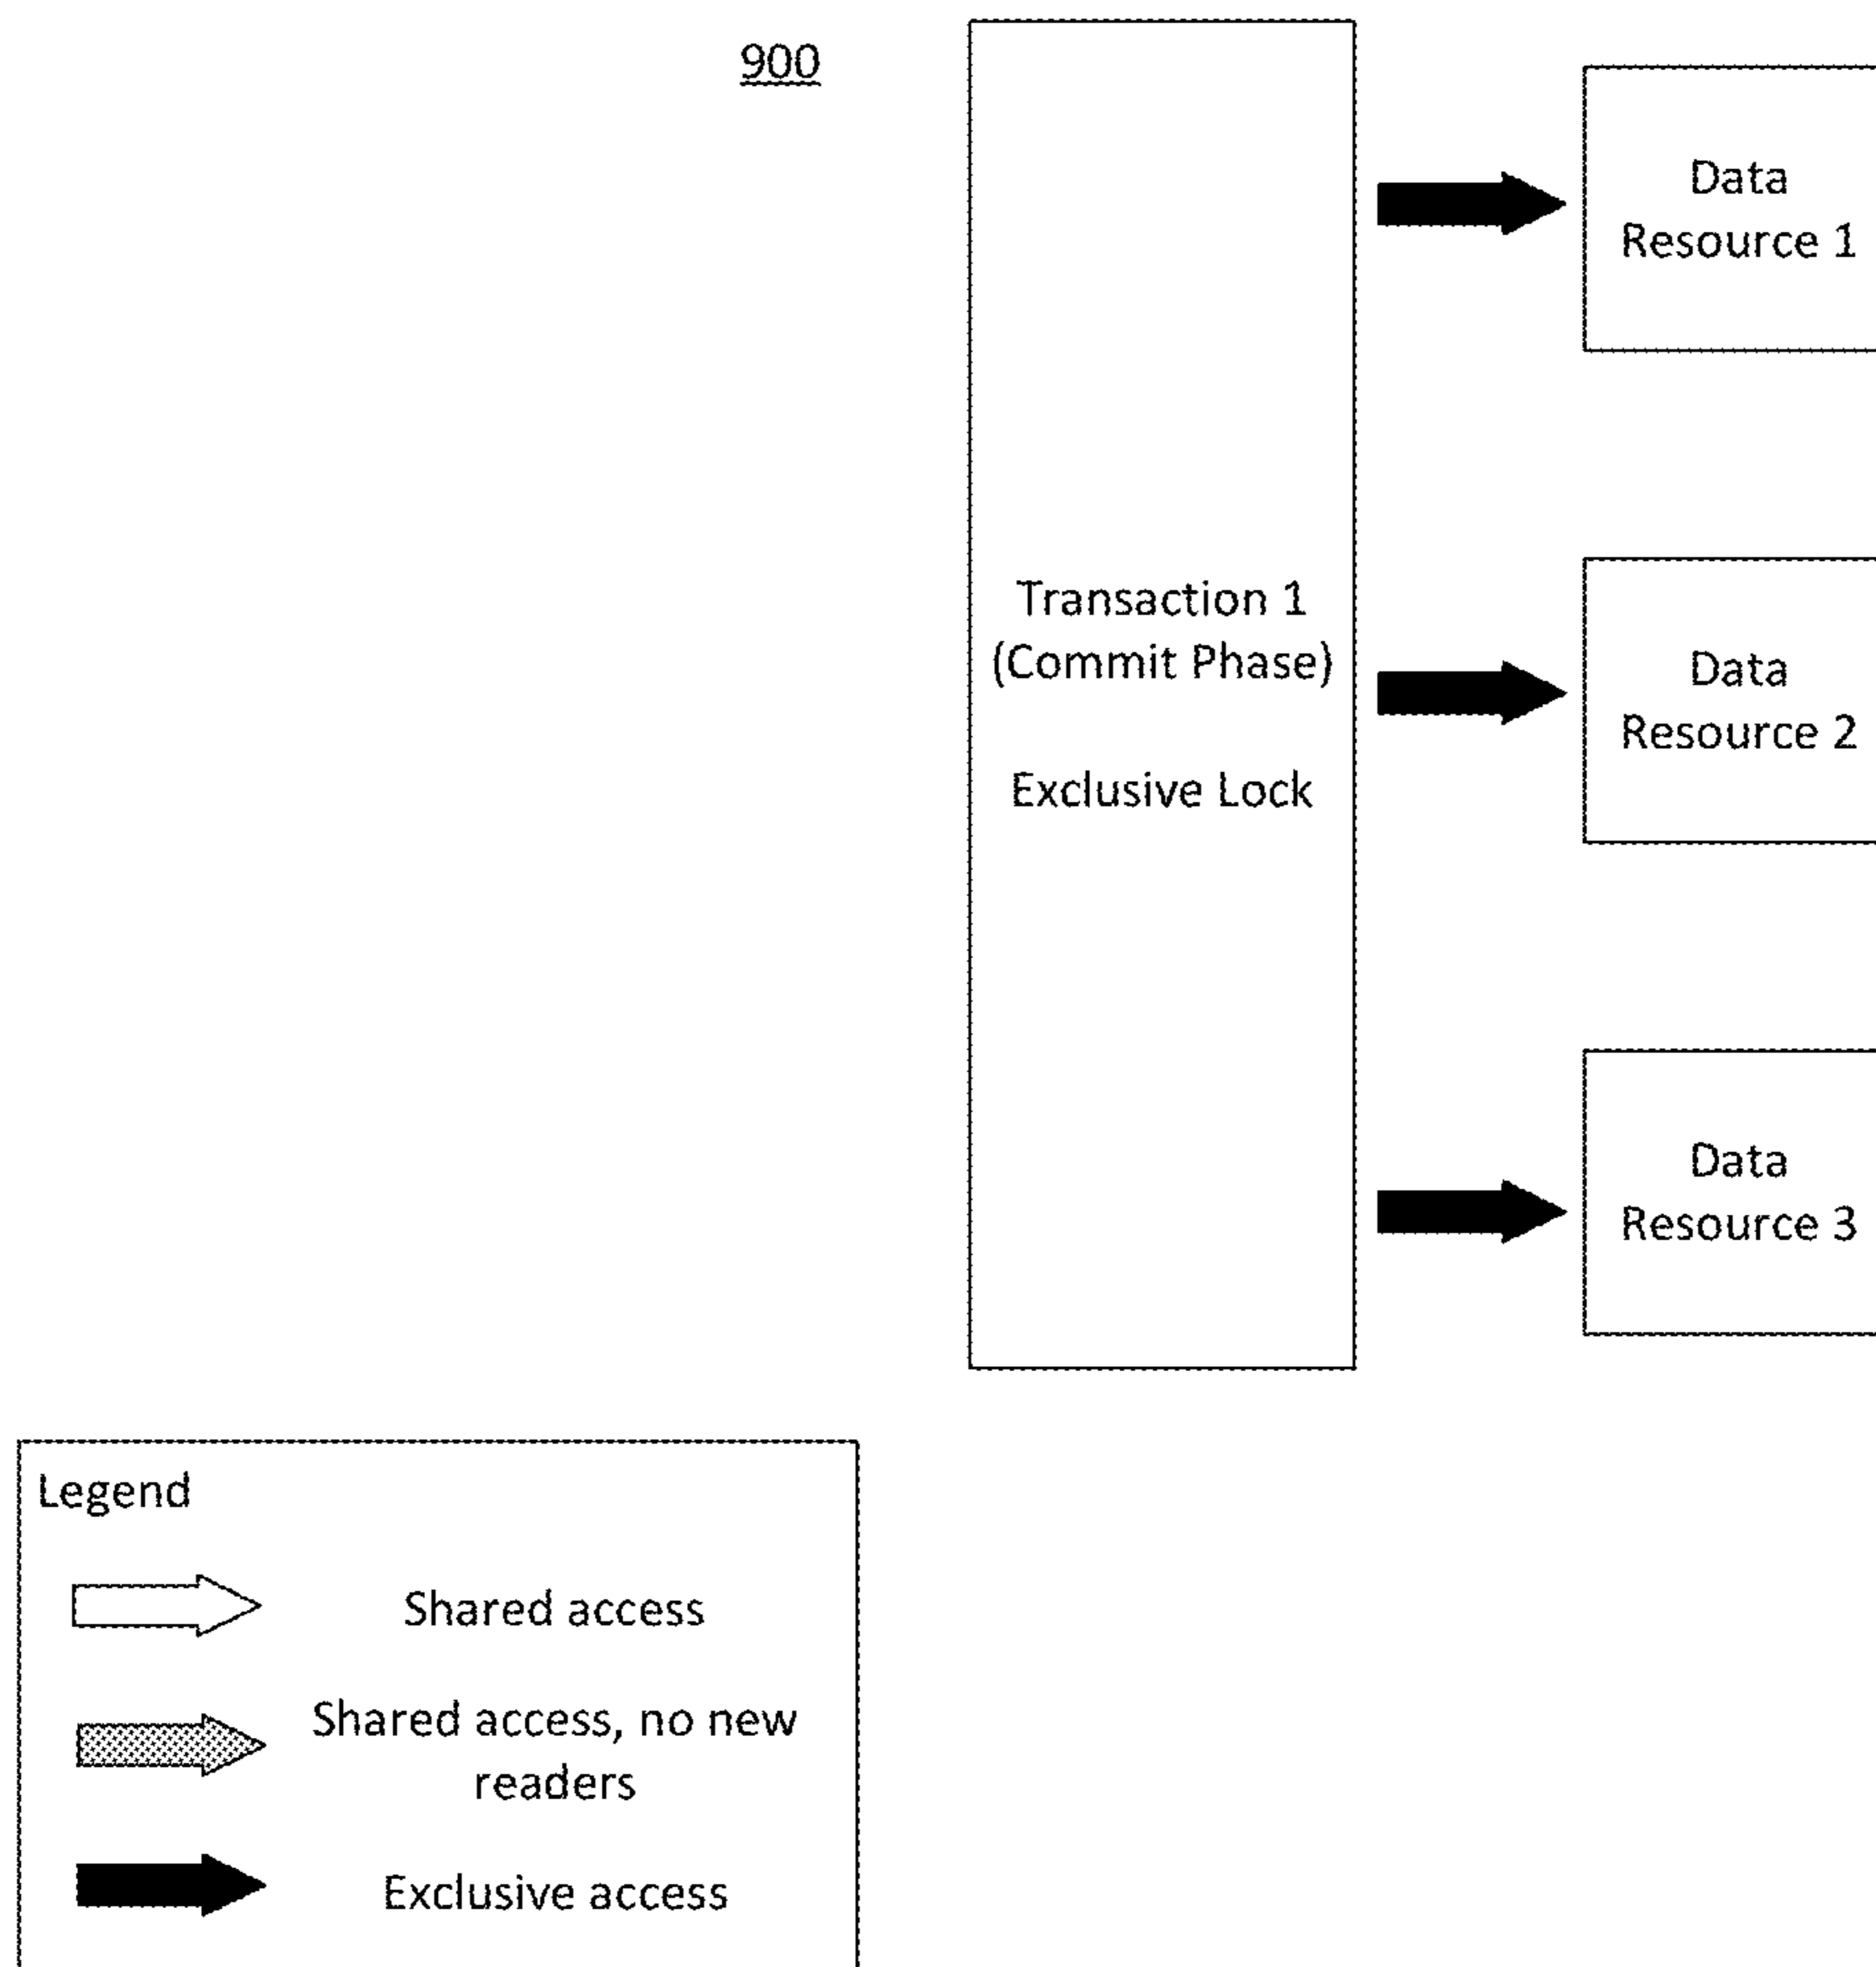 900
Data
Resource 1
Transaction 1
(Commit Phase)
Exclusive Lock
Data
Resource 2
Data
Resource 3
Legend
Shared access
Shared access, no new
readers
Exclusive access